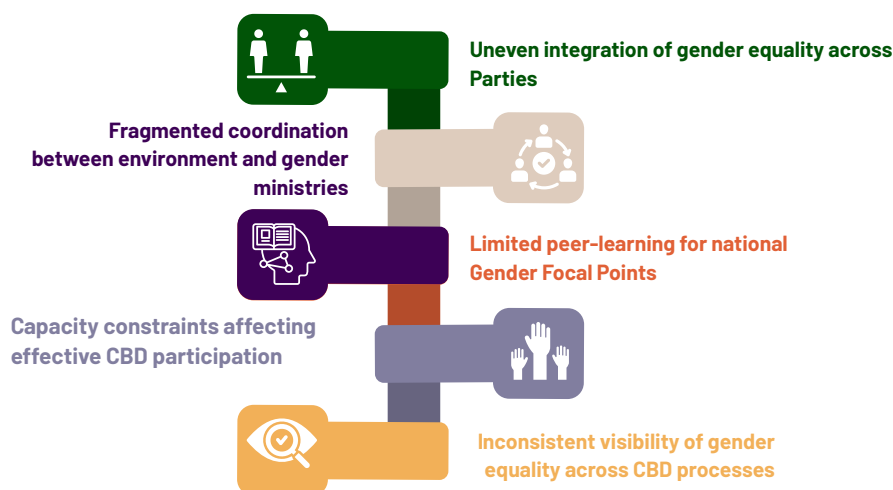 Uneven integration of gender equality across
Parties
Fragmented coordination
between environment and gender
ministries
Limited peer-learning for national
Gender Focal Points
Capacity constraints affecting
effective CBD participation
Inconsistent visibility of gender
equality across CBD processes